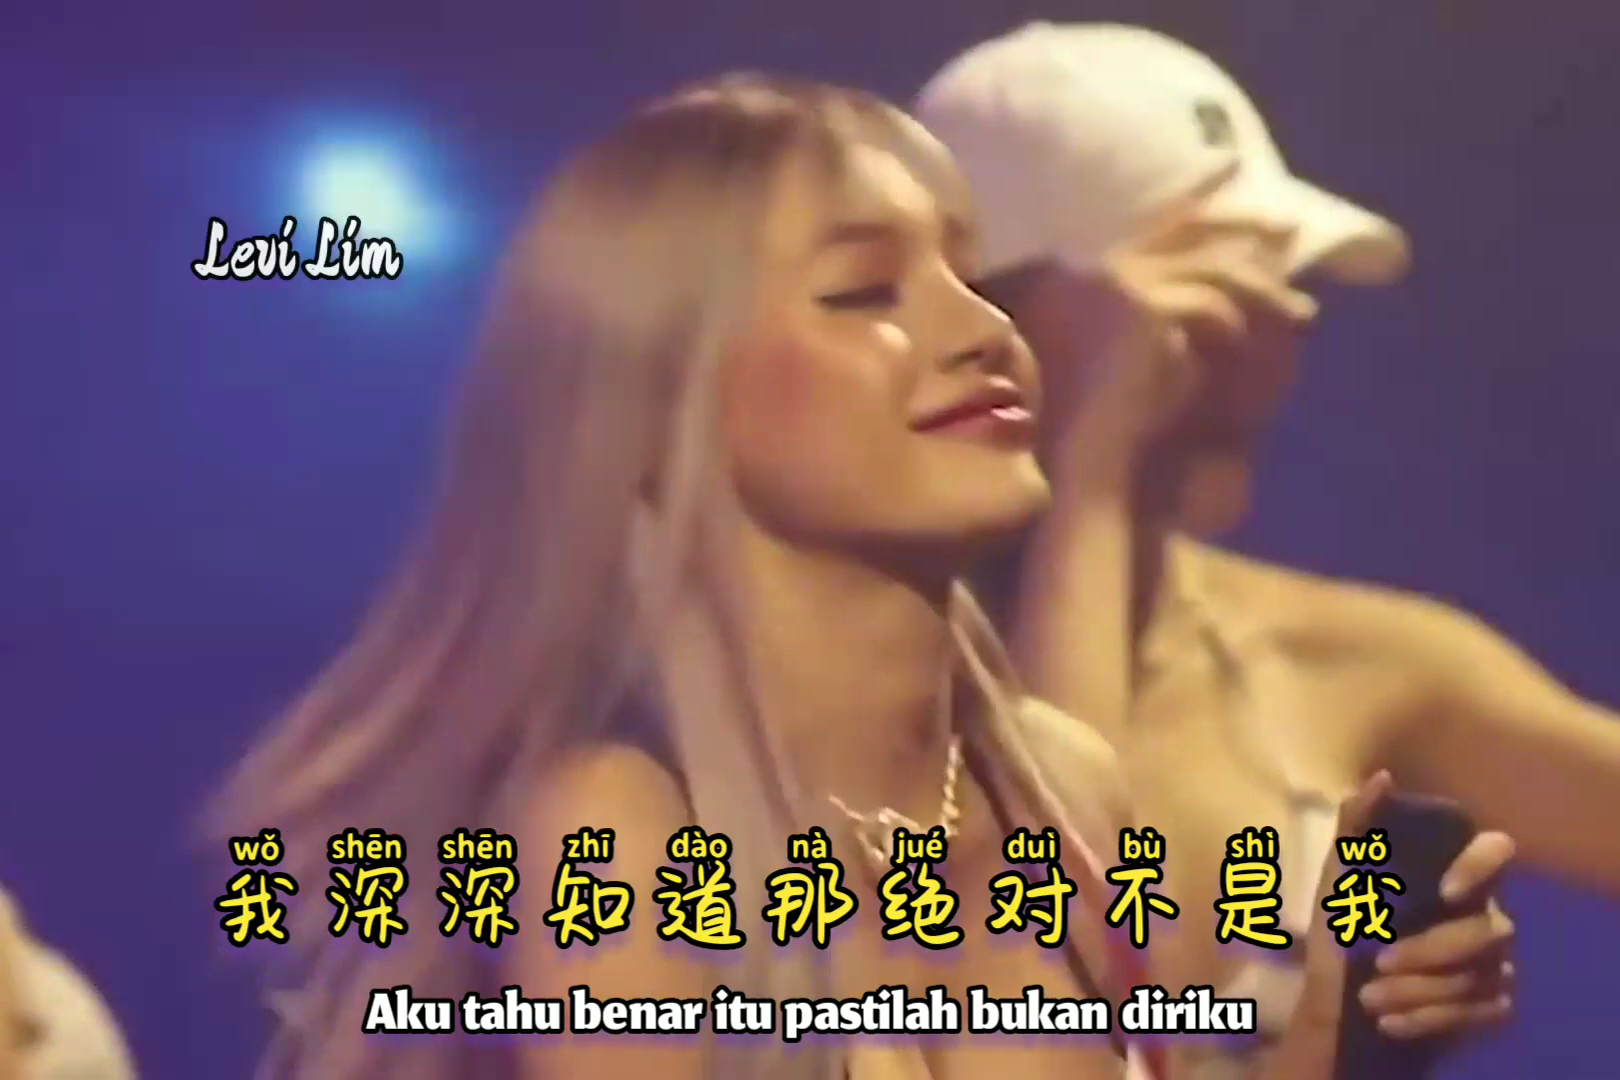 Levi Lim
wǒ shēn shēn zhī dào nà jué duì bù shì wǒ
我深深知道那绝对不是我
Aku tahu benar itu pastilah bukan diriku